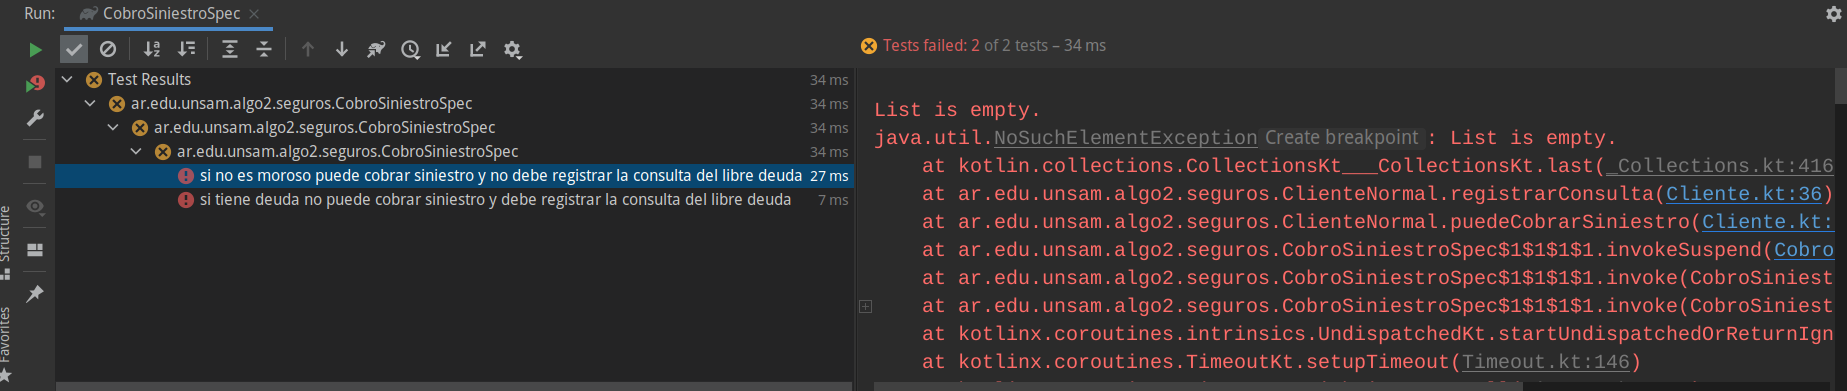 Run: CobroSiniestroSpec
Tests failed: 2 of 2 tests – 34 ms
Test Results 34 ms
ar.edu.unsam.algo2.seguros.CobroSiniestroSpec 34 ms
ar.edu.unsam.algo2.seguros.CobroSiniestroSpec 34 ms
ar.edu.unsam.algo2.seguros.CobroSiniestroSpec 34 ms
si no es moroso puede cobrar siniestro y no debe registrar la consulta del libre deuda 27 ms
si tiene deuda no puede cobrar siniestro y debe registrar la consulta del libre deuda 7 ms
Structure
Favorites
List is empty.
java.util.NoSuchElementException Create breakpoint : List is empty.
at kotlin.collections.CollectionsKt___CollectionsKt.last(_Collections.kt:416
at ar.edu.unsam.algo2.seguros.ClienteNormal.registrarConsulta(Cliente.kt:36)
at ar.edu.unsam.algo2.seguros.ClienteNormal.puedeCobrarSiniestro(Cliente.kt:
at ar.edu.unsam.algo2.seguros.CobroSiniestroSpec$1$1$1$1.invokeSuspend(Cobro
at ar.edu.unsam.algo2.seguros.CobroSiniestroSpec$1$1$1$1.invoke(CobroSiniest
at ar.edu.unsam.algo2.seguros.CobroSiniestroSpec$1$1$1$1.invoke(CobroSiniest
at kotlinx.coroutines.intrinsics.UndispatchedKt.startUndispatchedOrReturnIgn
at kotlinx.coroutines.TimeoutKt.setupTimeout(Timeout.kt:146)